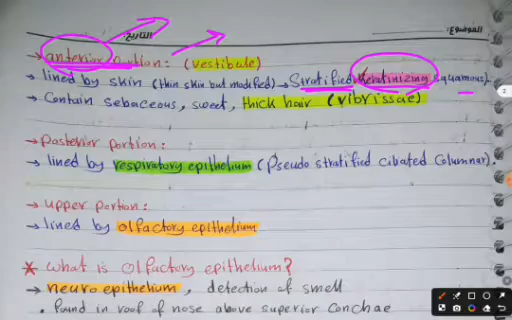 الموضوع:
التاريخ:
→ anterior portion: (vestibule)
→ lined by skin (thin skin but modified) → Stratified Keratinizing squamous).
→ Contain sebaceous, sweet, thick hair (vibrissae)
Posterior portion:
→ lined by respiratory epithelium (Pseudo stratified ciliated Columnar).
→ upper portion:
→ lined by olfactory epithelium
* What is Olfactory epithelium?
→ neuro epithelium, detection of smell
• found in roof of nose above superior Conchae